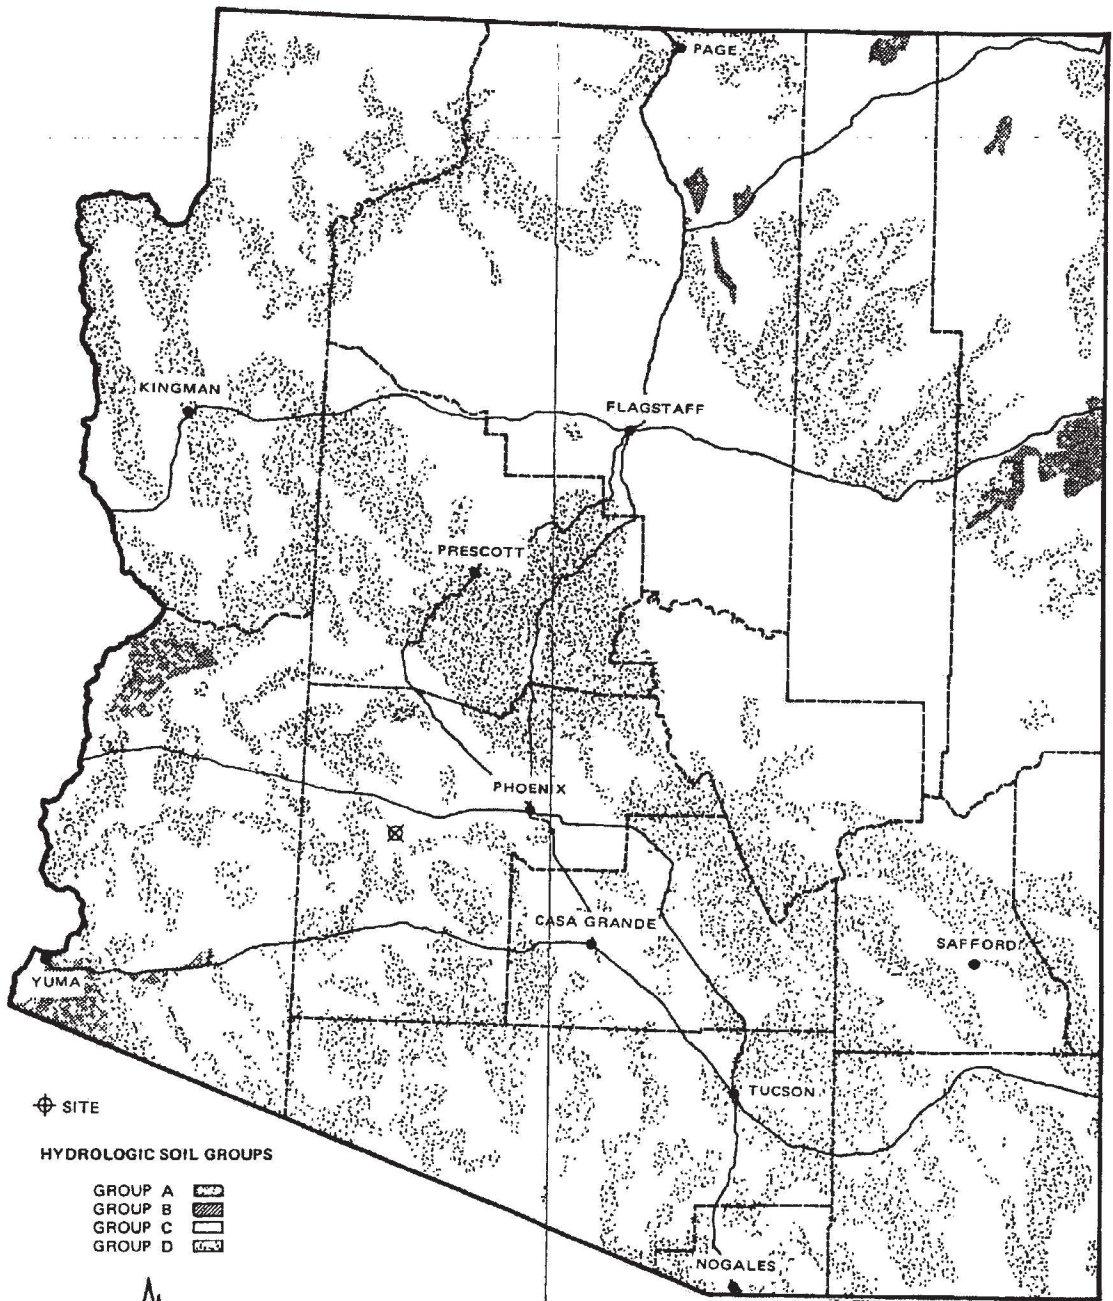 PAGE
KINGMAN
FLAGSTAFF
PRESCOTT
PHOENIX
CASA GRANDE
SAFFORD
YUMA
TUCSON
SITE
HYDROLOGIC SOIL GROUPS
GROUP A
GROUP B
GROUP C
GROUP D
NOGALES